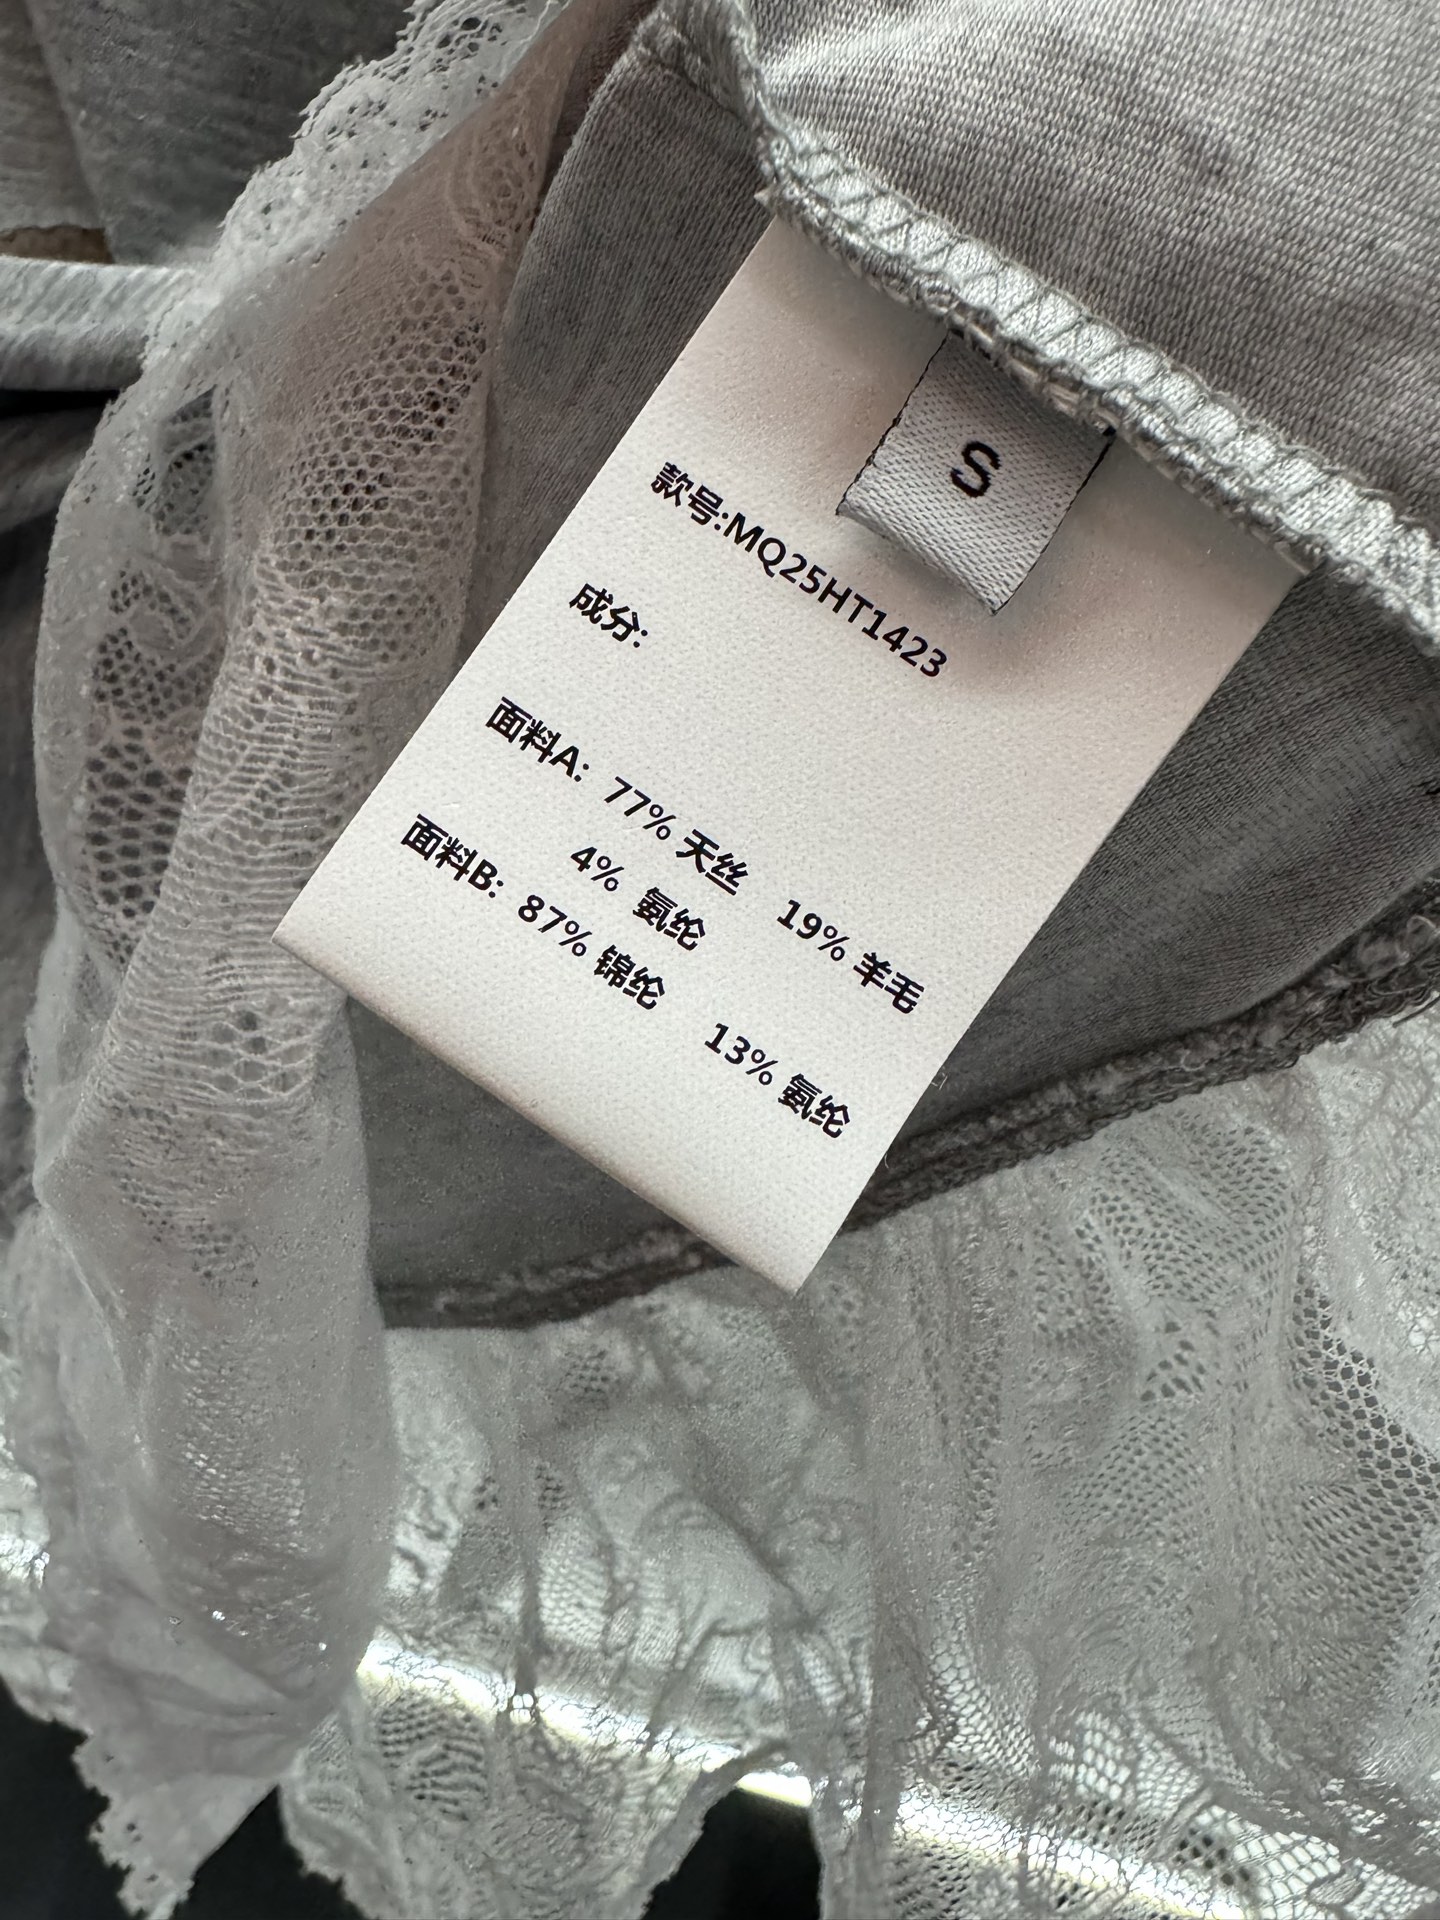 S
款号:MQ25HT1423
成分:
面料A: 77% 天丝 19% 羊毛
4% 氨纶
面料B: 87% 锦纶 13% 氨纶